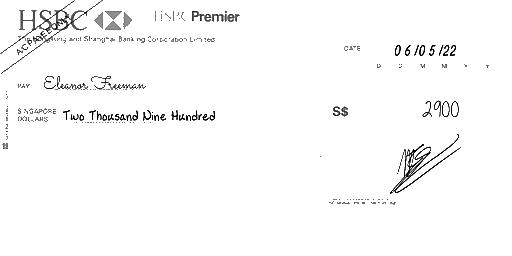 HSBC HSBC Premier
The Hongkong and Shanghai Banking Corporation Limited
A/C PAYEE ONLY
DATE 06/05/22
D D M M Y Y
PAY Eleanor Freeman
SINGAPORE DOLLARS Two Thousand Nine Hundred
S$ 2900